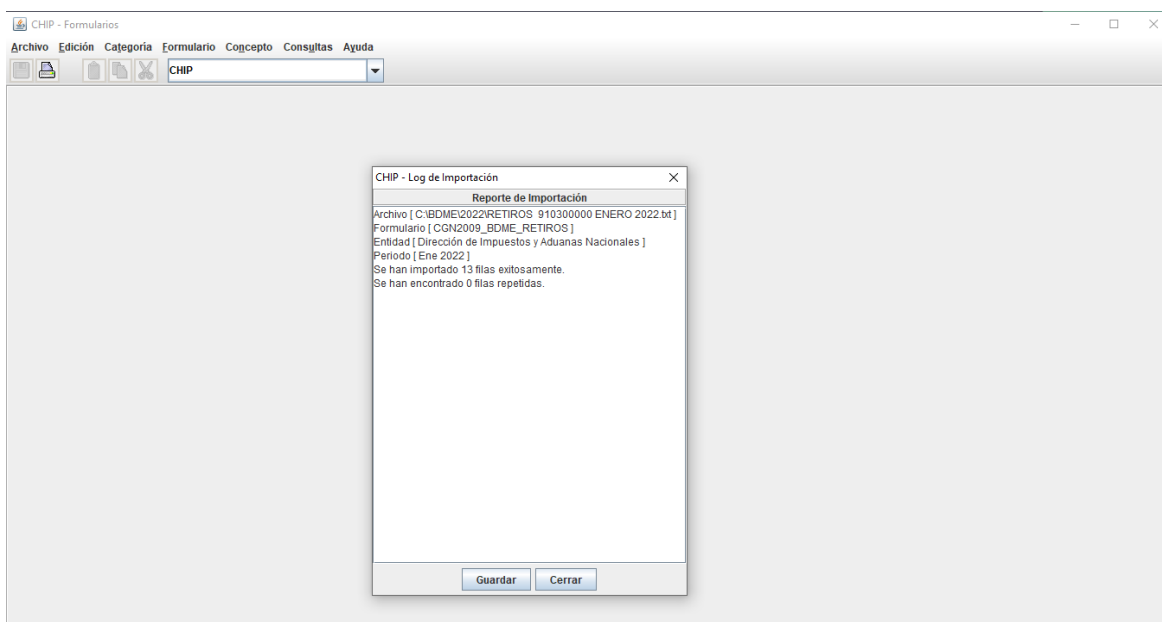 CHIP - Formularios
Archivo Edición Categoría Formulario Concepto Consultas Ayuda
CHIP
CHIP - Log de Importación
Reporte de Importación
Archivo [ C:\BDME\2022\RETIROS 910300000 ENERO 2022.txt ]
Formulario [ CGN2009_BDME_RETIROS ]
Entidad [ Dirección de Impuestos y Aduanas Nacionales ]
Periodo [ Ene 2022 ]
Se han importado 13 filas exitosamente.
Se han encontrado 0 filas repetidas.
Guardar Cerrar